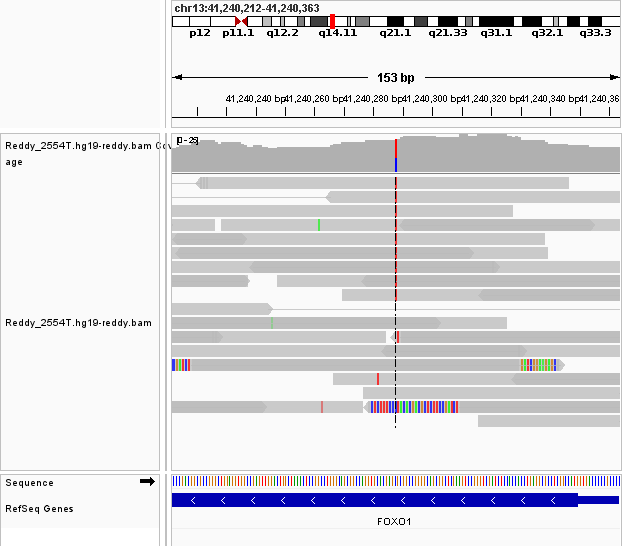 chr13:41,240,212-41,240,363
p12 p11.1 q12.2 q14.11 q21.1 q21.33 q31.1 q32.1 q33.3
153 bp
41,240,240 bp 41,240,260 bp 41,240,280 bp 41,240,300 bp 41,240,320 bp 41,240,340 bp 41,240,36
Reddy_2554T.hg19-reddy.bam Cov
age
Reddy_2554T.hg19-reddy.bam
Sequence
RefSeq Genes
FOXO1